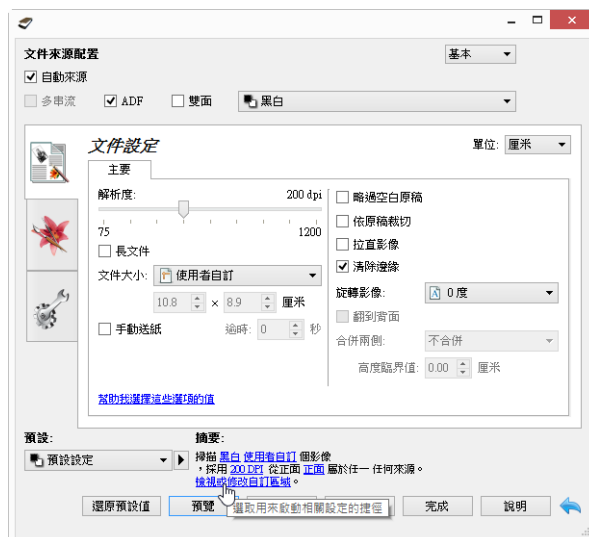 文件來源配置
基本
自動來源
多串流 ADF 雙面 黑白
文件設定
單位: 厘米
主要
解析度: 200 dpi
75 1200
長文件
文件大小: 使用者自訂
10.8 × 8.9 厘米
手動送紙 逾時: 0 秒
幫助我選擇這些選項的值
略過空白原稿
依原稿裁切
拉直影像
清除邊緣
旋轉影像: 0 度
翻到背面
合併兩側: 不合併
高度臨界值: 0.00 厘米
預設:
預設設定
摘要:
掃描 黑白 使用者自訂 個影像
，採用 200 DPI 從正面 正面 屬於任一 任何來源。
檢視或修改自訂區域。
還原預設值 預覽 完成 說明
選取用來啟動相關設定的捷徑